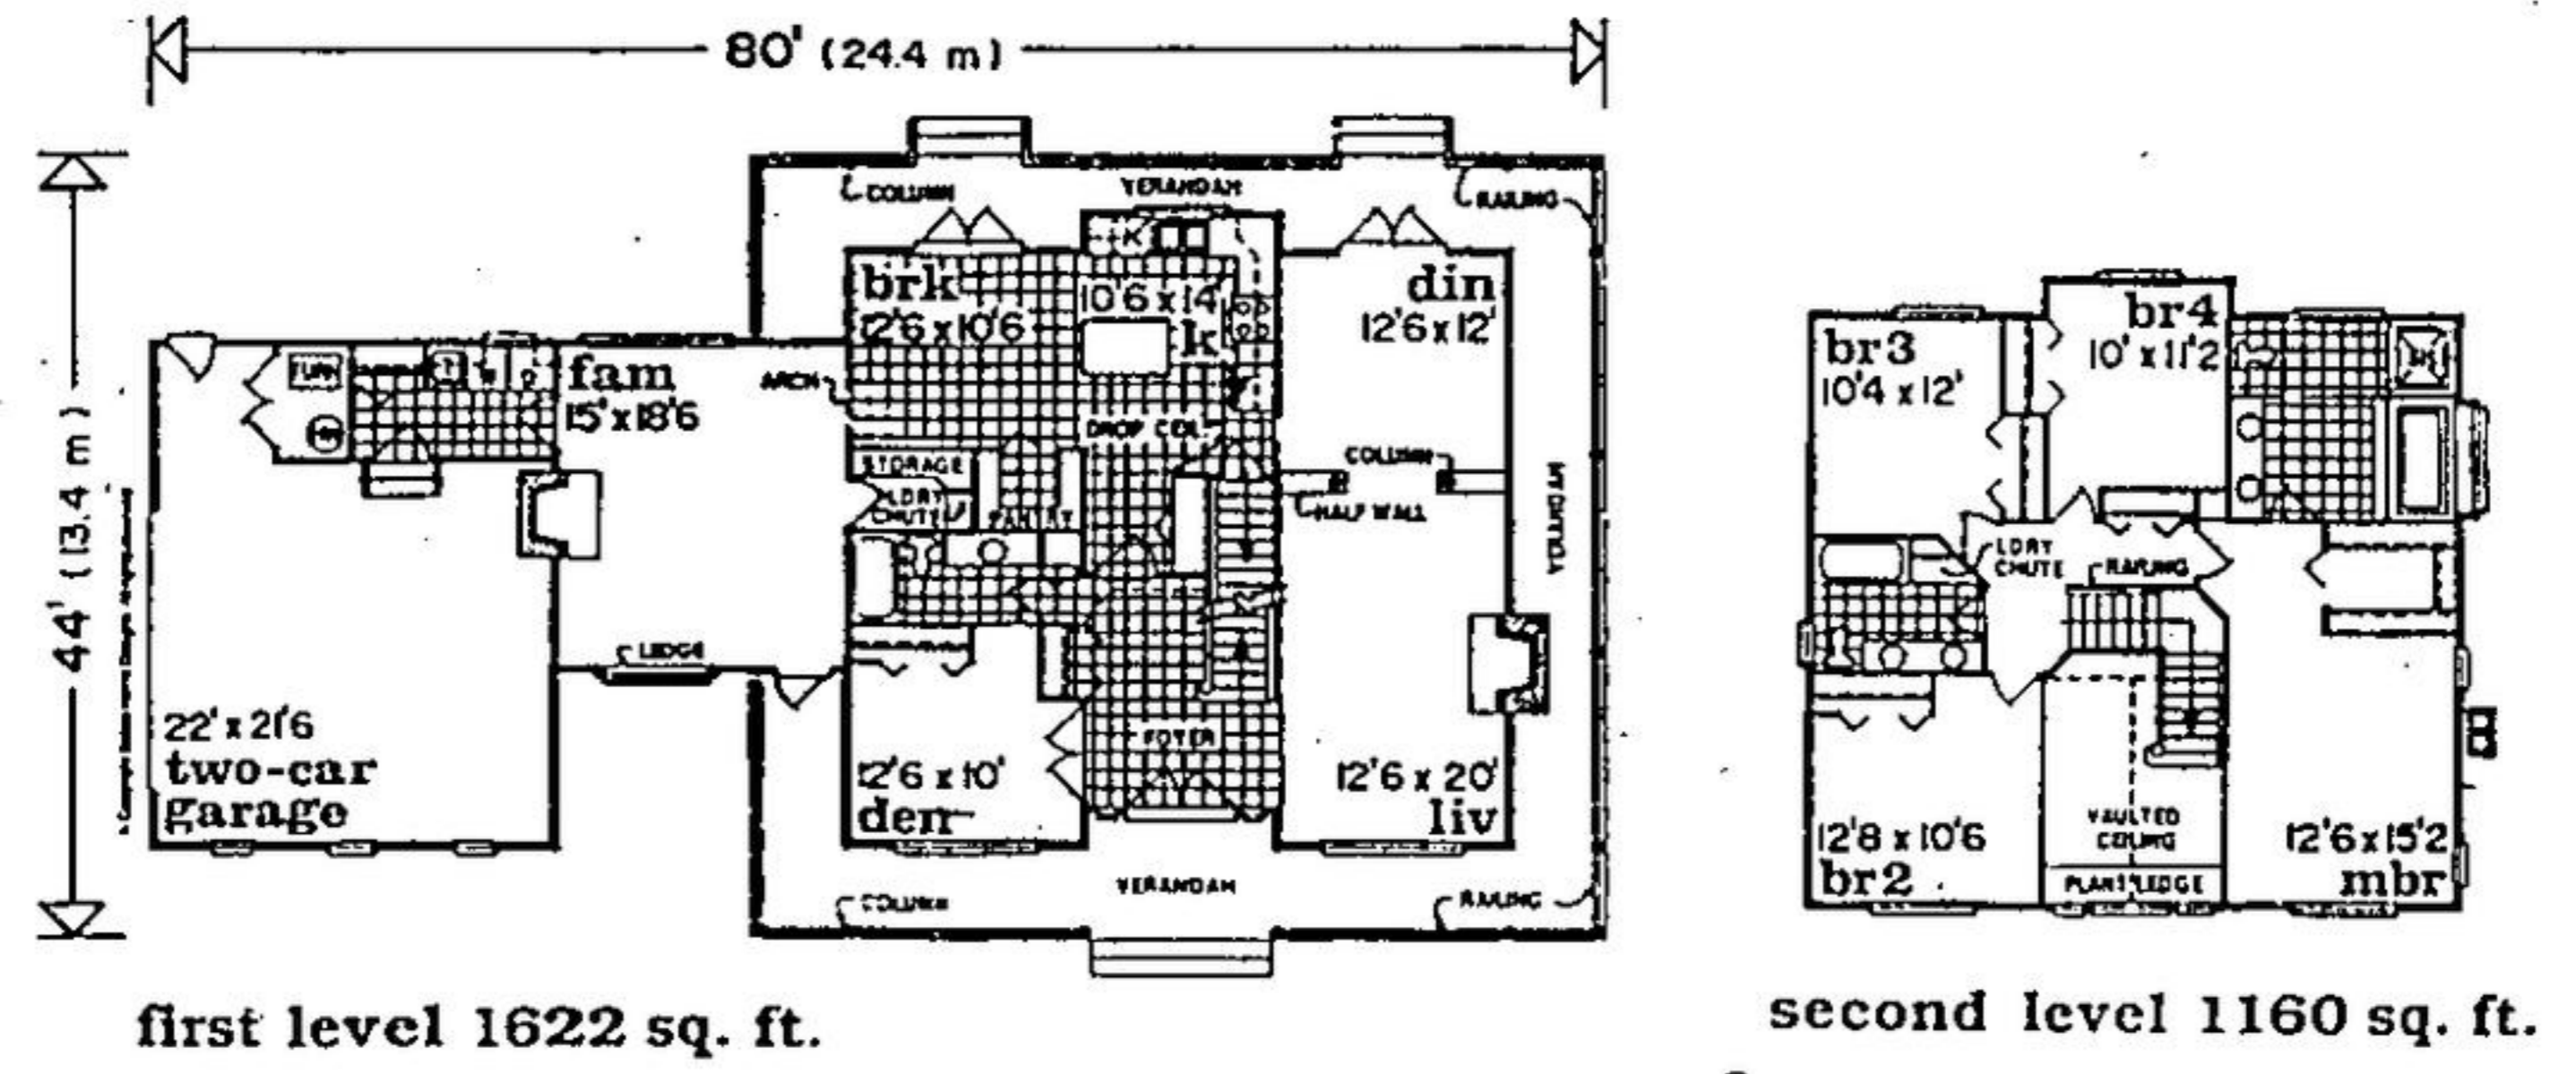 80' (24.4 m)
44' (13.4 m)
COLUMN
VERANDAH
RAILING
K
brk
12'6 x 10'6
10'6 x 14'
k
din
12'6 x 12'
FURN
HW
fam
15' x 18'6
ARCH
DROP CEIL
STORAGE
LDRY
CHUTE
PANTRY
COLUMN
HALF WALL
VERANDAH
LEDGE
22' x 21'6
two-car
garage
FOYER
12'6 x 10'
den
12'6 x 20'
liv
COLUMN
VERANDAH
RAILING
first level 1622 sq. ft.
br3
10'4 x 12'
br4
10' x 11'2
LDRY
CHUTE
RAILING
12'8 x 10'6
br2
VAULTED
CEILING
PLANT LEDGE
12'6 x 15'2
mbr
second level 1160 sq. ft.